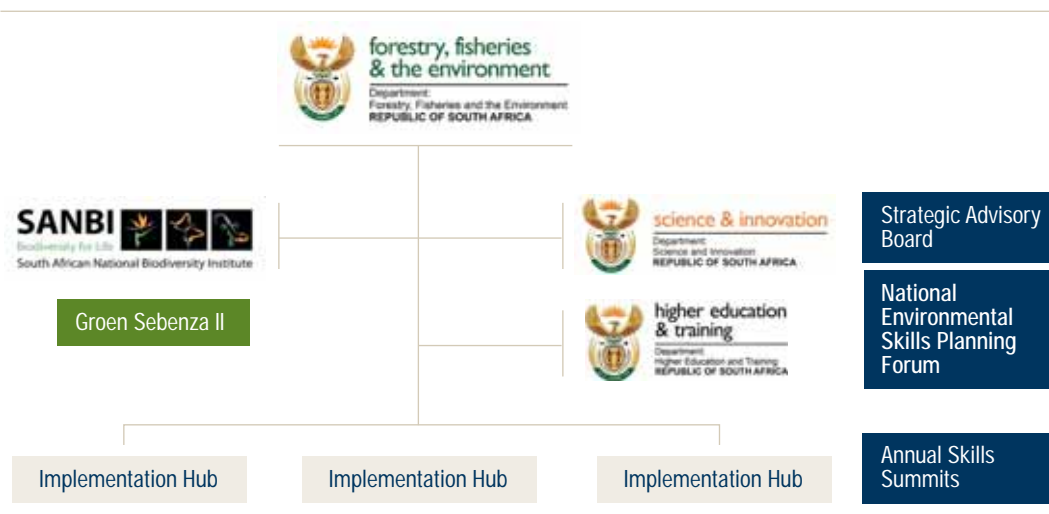 forestry, fisheries
& the environment
Department:
Forestry, Fisheries and the Environment
REPUBLIC OF SOUTH AFRICA
SANBI
Biodiversity for Life
South African National Biodiversity Institute
Groen Sebenza II
science & innovation
Department:
Science and Innovation
REPUBLIC OF SOUTH AFRICA
higher education
& training
Department:
Higher Education and Training
REPUBLIC OF SOUTH AFRICA
Strategic Advisory
Board
National
Environmental
Skills Planning
Forum
Implementation Hub
Implementation Hub
Implementation Hub
Annual Skills
Summits